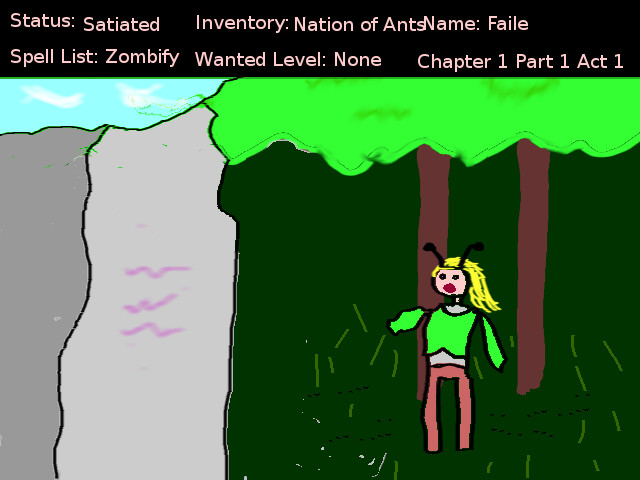 Status: Satiated Inventory: Nation of Ants Name: Faile
Spell List: Zombify Wanted Level: None Chapter 1 Part 1 Act 1